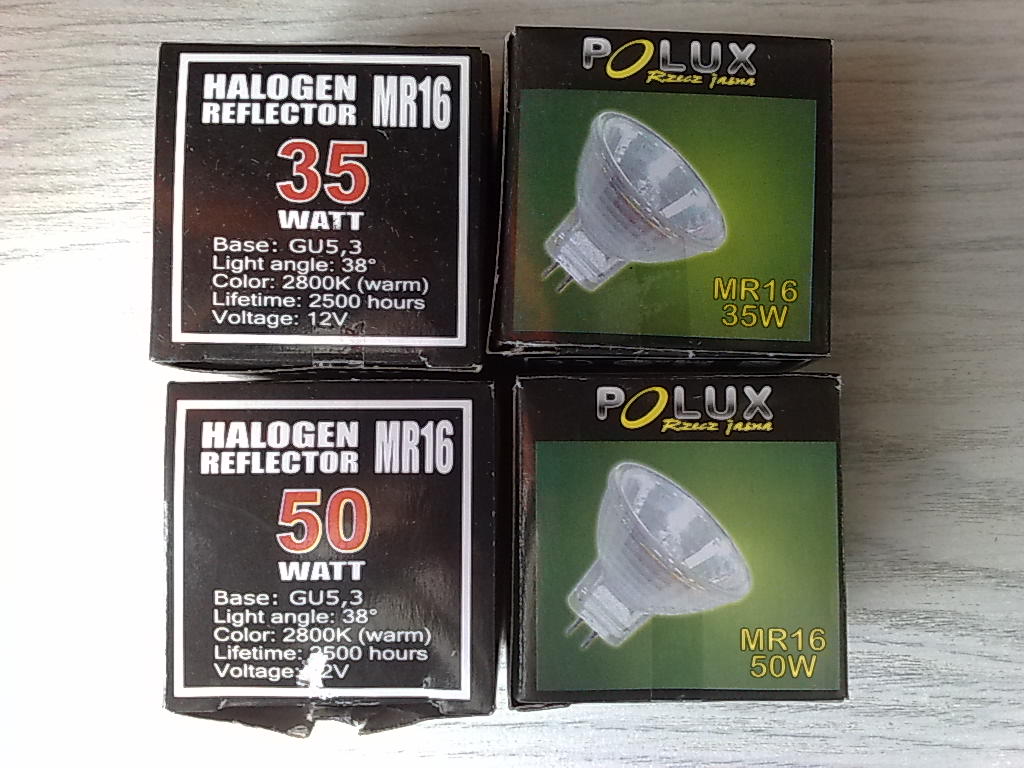 HALOGEN
REFLECTOR MR16
35
WATT
Base: GU5,3
Light angle: 38°
Color: 2800K (warm)
Lifetime: 2500 hours
Voltage: 12V
POLUX
Rzecz jasna
MR16
35W
HALOGEN
REFLECTOR MR16
50
WATT
Base: GU5,3
Light angle: 38°
Color: 2800K (warm)
Lifetime: 2500 hours
Voltage: 12V
POLUX
Rzecz jasna
MR16
50W